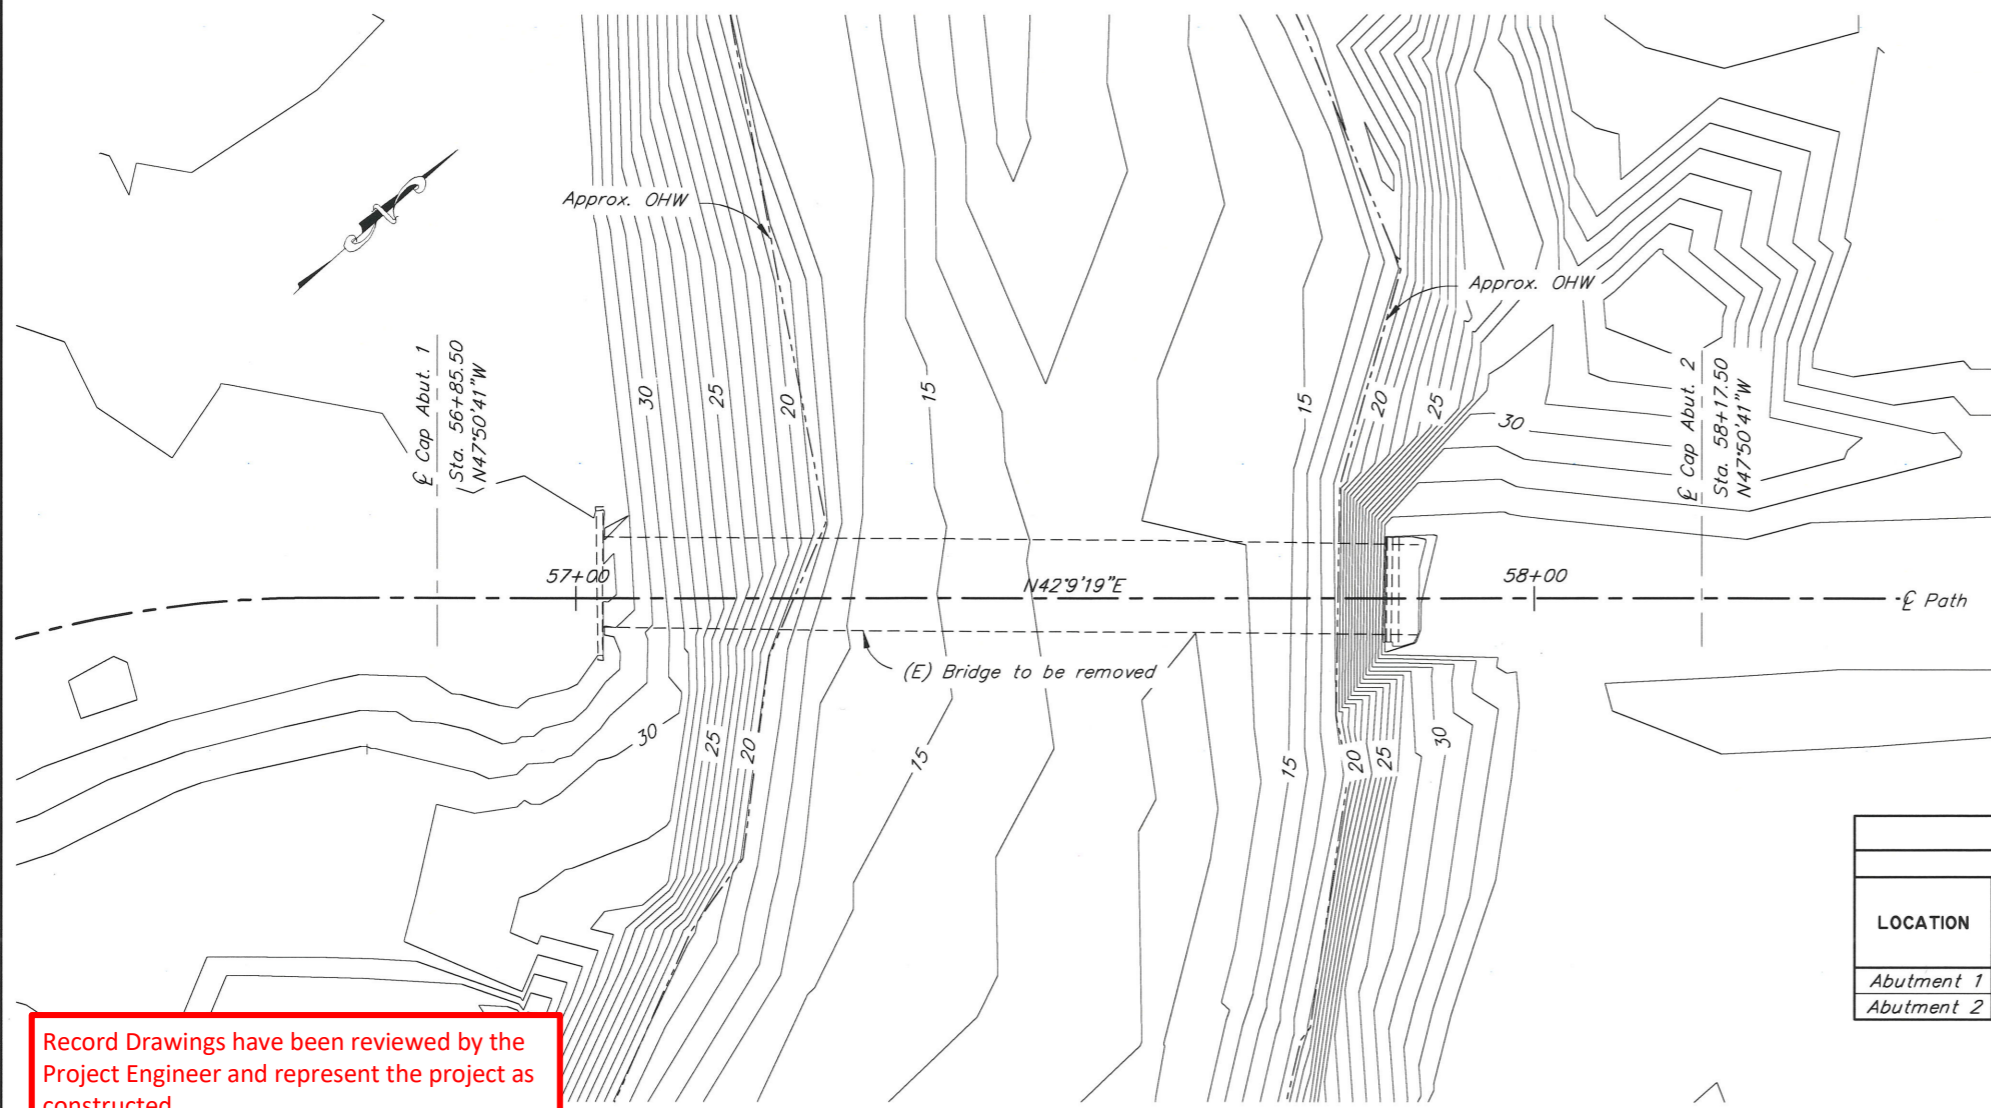 Approx. OHW
Approx. OHW
℄ Cap Abut. 1
Sta. 56+85.50
N47°50'41"W
℄ Cap Abut. 2
Sta. 58+17.50
N47°50'41"W
30
25
20
15
15
20
25
30
57+00
N42°9'19"E
58+00
℄ Path
(E) Bridge to be removed
30
25
20
15
15
20
25
30
LOCATION
Abutment 1
Abutment 2
Record Drawings have been reviewed by the
Project Engineer and represent the project as
constructed